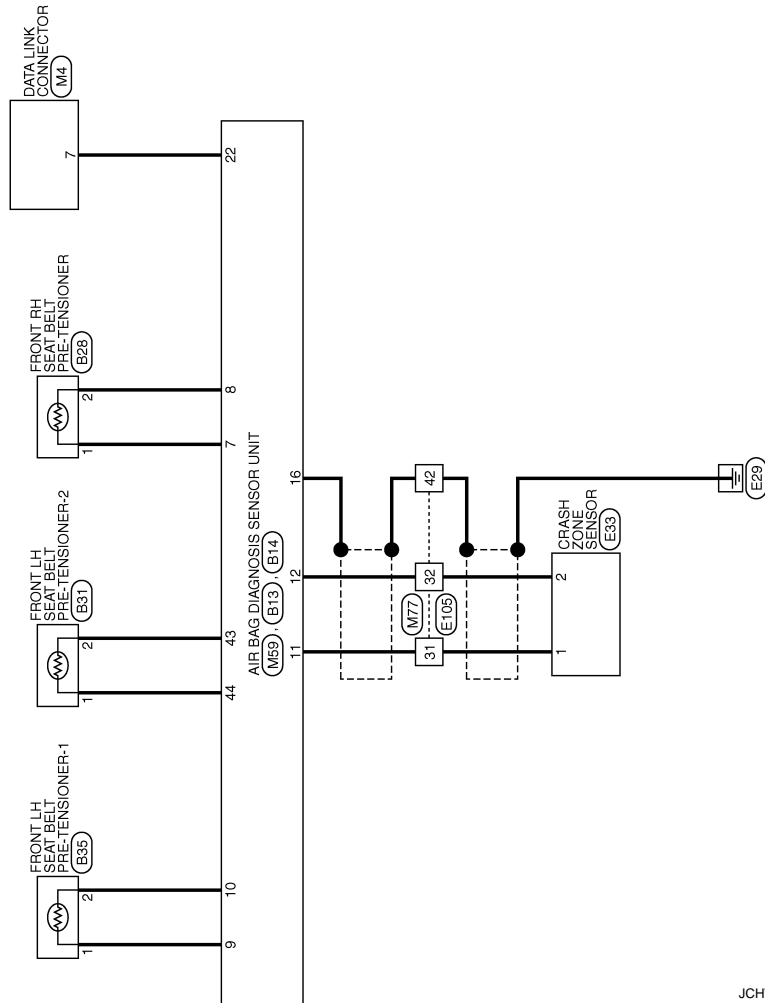 DATA LINK
CONNECTOR
M4
7
22
FRONT RH
SEAT BELT
PRE-TENSIONER
B28
1
2
7
8
FRONT LH
SEAT BELT
PRE-TENSIONER-2
B31
1
2
44
43
FRONT LH
SEAT BELT
PRE-TENSIONER-1
B35
1
2
9
10
AIR BAG DIAGNOSIS SENSOR UNIT
M59 , B13 , B14
11
12
16
31
32
42
M77
E105
1
2
CRASH
ZONE
SENSOR
E33
E29
JCH